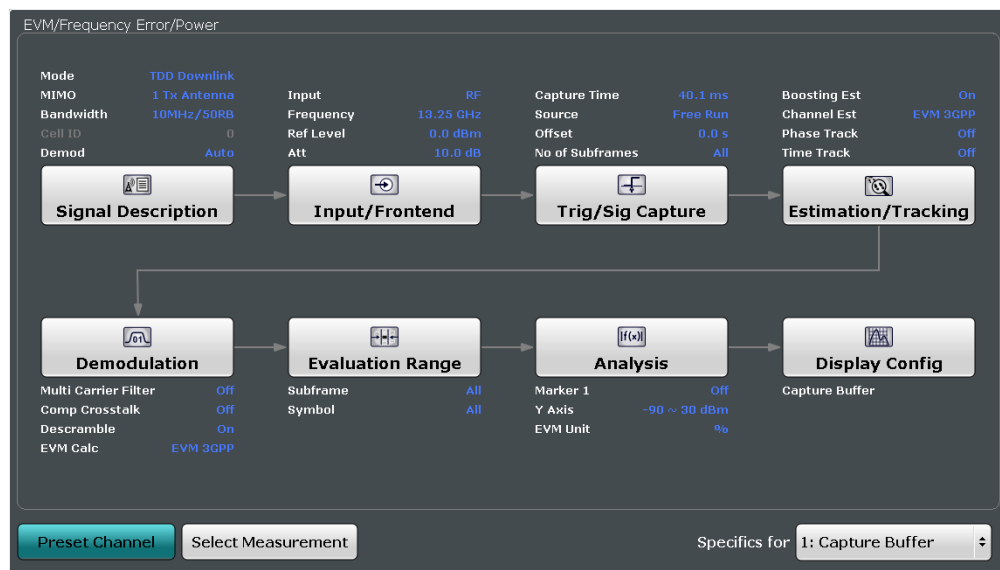 EVM/Frequency Error/Power
Mode TDD Downlink
MIMO 1 Tx Antenna
Bandwidth 10MHz/50RB
Cell ID 0
Demod Auto
Signal Description
Input RF
Frequency 13.25 GHz
Ref Level 0.0 dBm
Att 10.0 dB
Input/Frontend
Capture Time 40.1 ms
Source Free Run
Offset 0.0 s
No of Subframes All
Trig/Sig Capture
Boosting Est On
Channel Est EVM 3GPP
Phase Track Off
Time Track Off
Estimation/Tracking
Demodulation
Multi Carrier Filter Off
Comp Crosstalk Off
Descramble On
EVM Calc EVM 3GPP
Evaluation Range
Subframe All
Symbol All
|f(x)|
Analysis
Marker 1 Off
Y Axis -90 ~ 30 dBm
EVM Unit %
Display Config
Capture Buffer
Preset Channel
Select Measurement
Specifics for 1: Capture Buffer